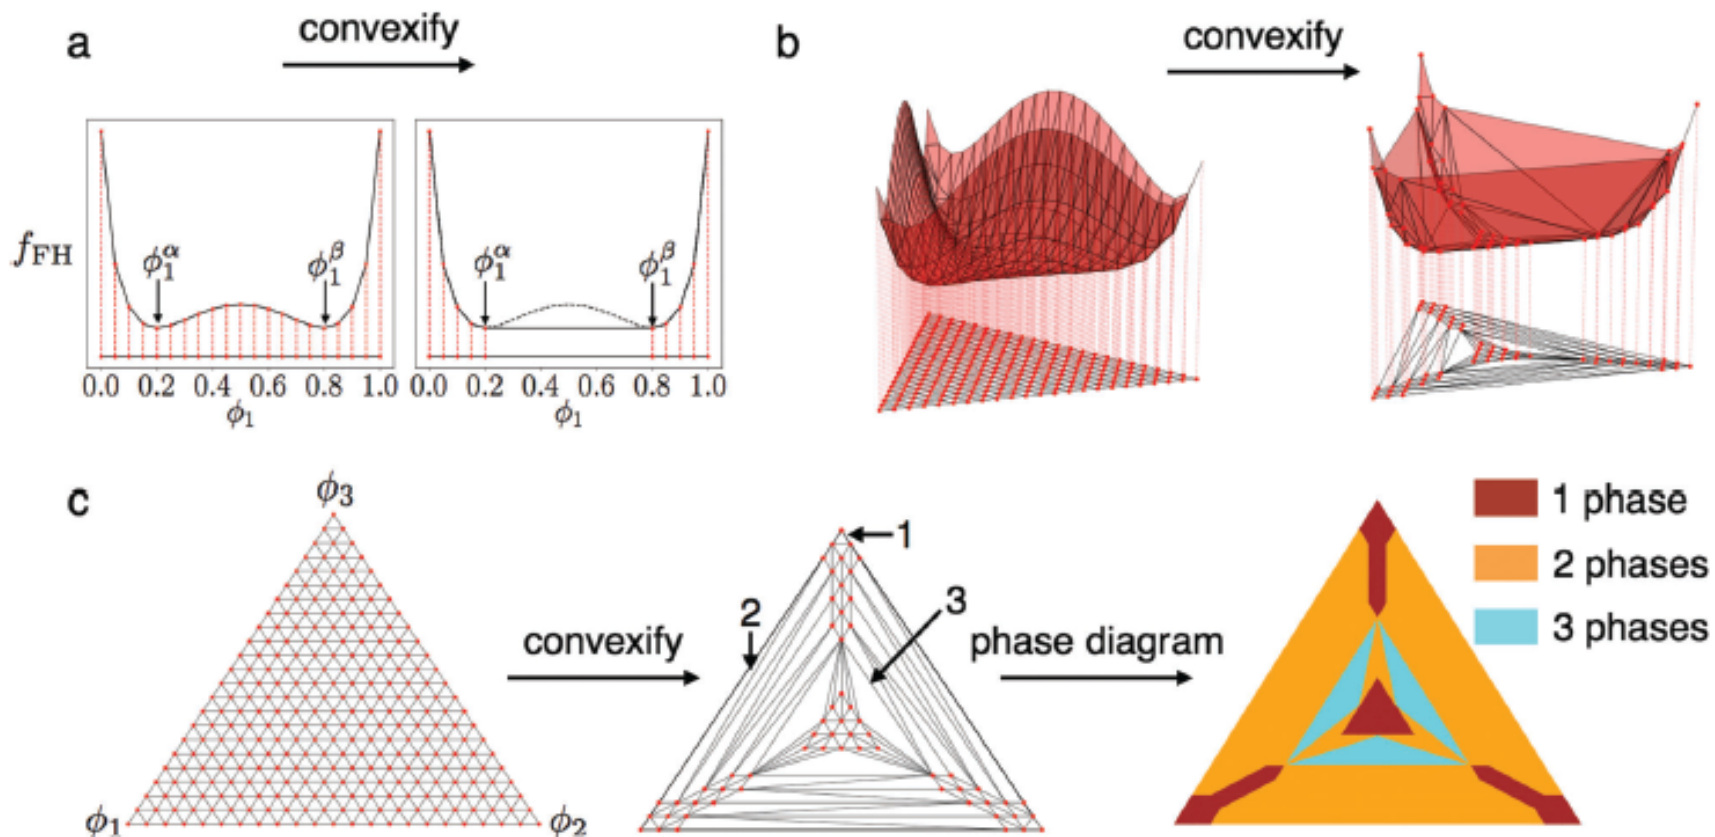 a
convexify
f_FH
ϕ₁^α
ϕ₁^β
0.0 0.2 0.4 0.6 0.8 1.0
ϕ₁
ϕ₁^α
ϕ₁^β
0.0 0.2 0.4 0.6 0.8 1.0
ϕ₁
b
convexify
c
ϕ₃
ϕ₁
ϕ₂
convexify
1
2
3
phase diagram
1 phase
2 phases
3 phases